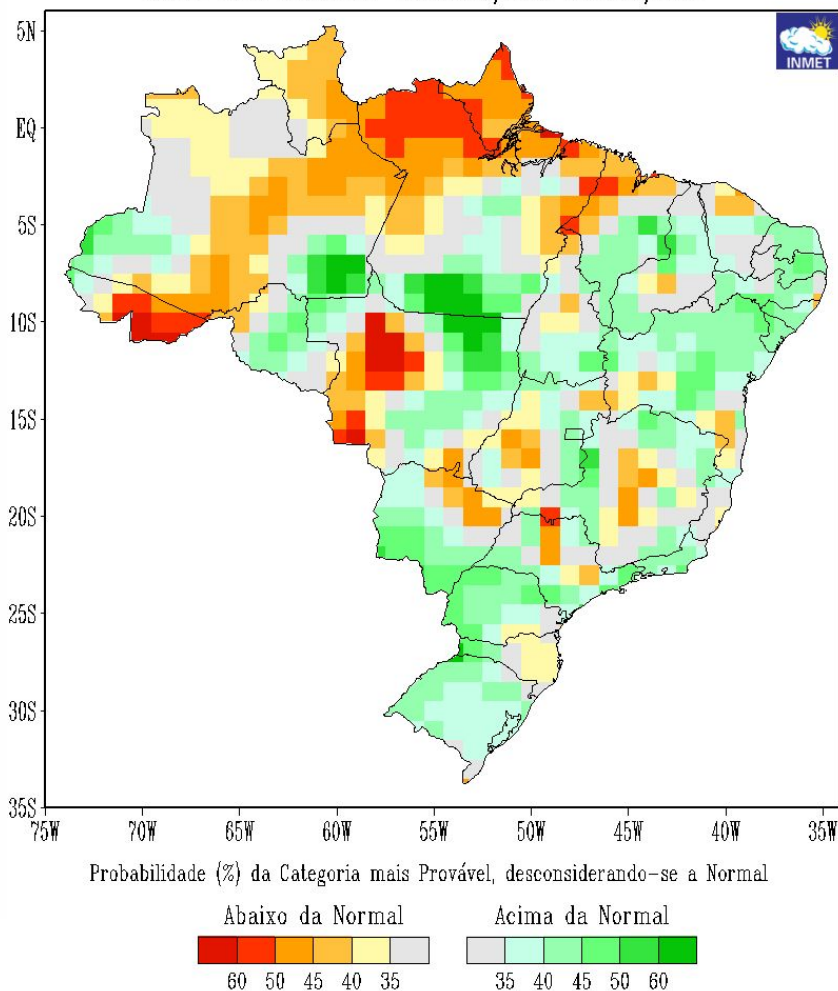 INMET
5N
EQ
5S
10S
15S
20S
25S
30S
35S
75W 70W 65W 60W 55W 50W 45W 40W 35W
Probabilidade (%) da Categoria mais Provável, desconsiderando-se a Normal
Abaixo da Normal Acima da Normal
60 50 45 40 35 35 40 45 50 60